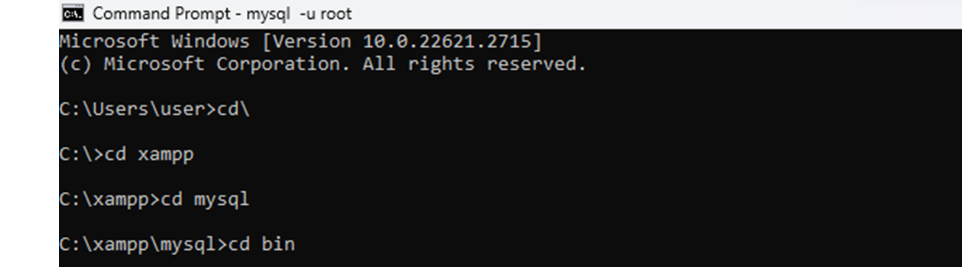 Command Prompt - mysql -u root
Microsoft Windows [Version 10.0.22621.2715]
(c) Microsoft Corporation. All rights reserved.
C:\Users\user>cd\
C:\>cd xampp
C:\xampp>cd mysql
C:\xampp\mysql>cd bin